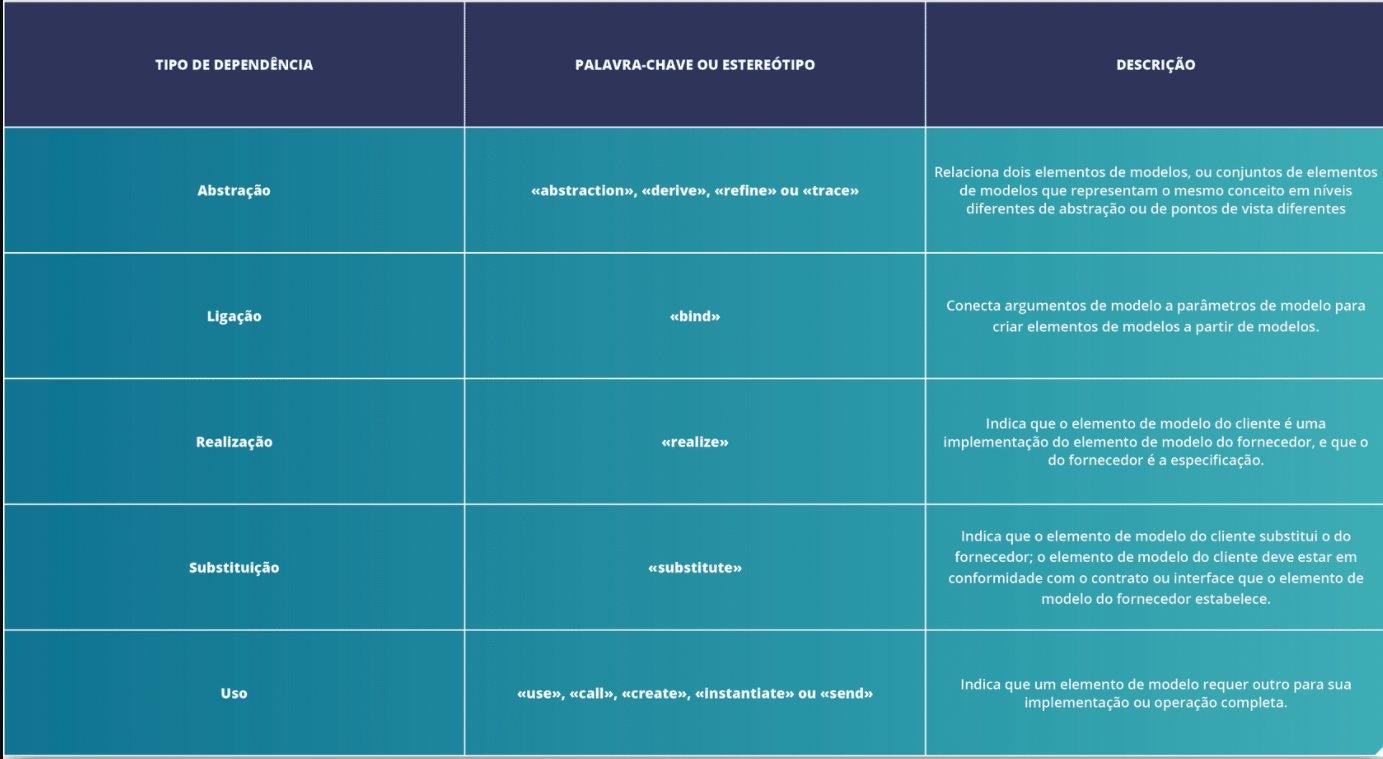 TIPO DE DEPENDÊNCIA
PALAVRA-CHAVE OU ESTEREÓTIPO
DESCRIÇÃO
Abstração
«abstraction», «derive», «refine» ou «trace»
Relaciona dois elementos de modelos, ou conjuntos de elementos
de modelos que representam o mesmo conceito em níveis
diferentes de abstração ou de pontos de vista diferentes
Ligação
«bind»
Conecta argumentos de modelo a parâmetros de modelo para
criar elementos de modelos a partir de modelos.
Realização
«realize»
Indica que o elemento de modelo do cliente é uma
implementação do elemento de modelo do fornecedor, e que o
do fornecedor é a especificação.
Substituição
«substitute»
Indica que o elemento de modelo do cliente substitui o do
fornecedor; o elemento de modelo do cliente deve estar em
conformidade com o contrato ou interface que o elemento de
modelo do fornecedor estabelece.
Uso
«use», «call», «create», «instantiate» ou «send»
Indica que um elemento de modelo requer outro para sua
implementação ou operação completa.